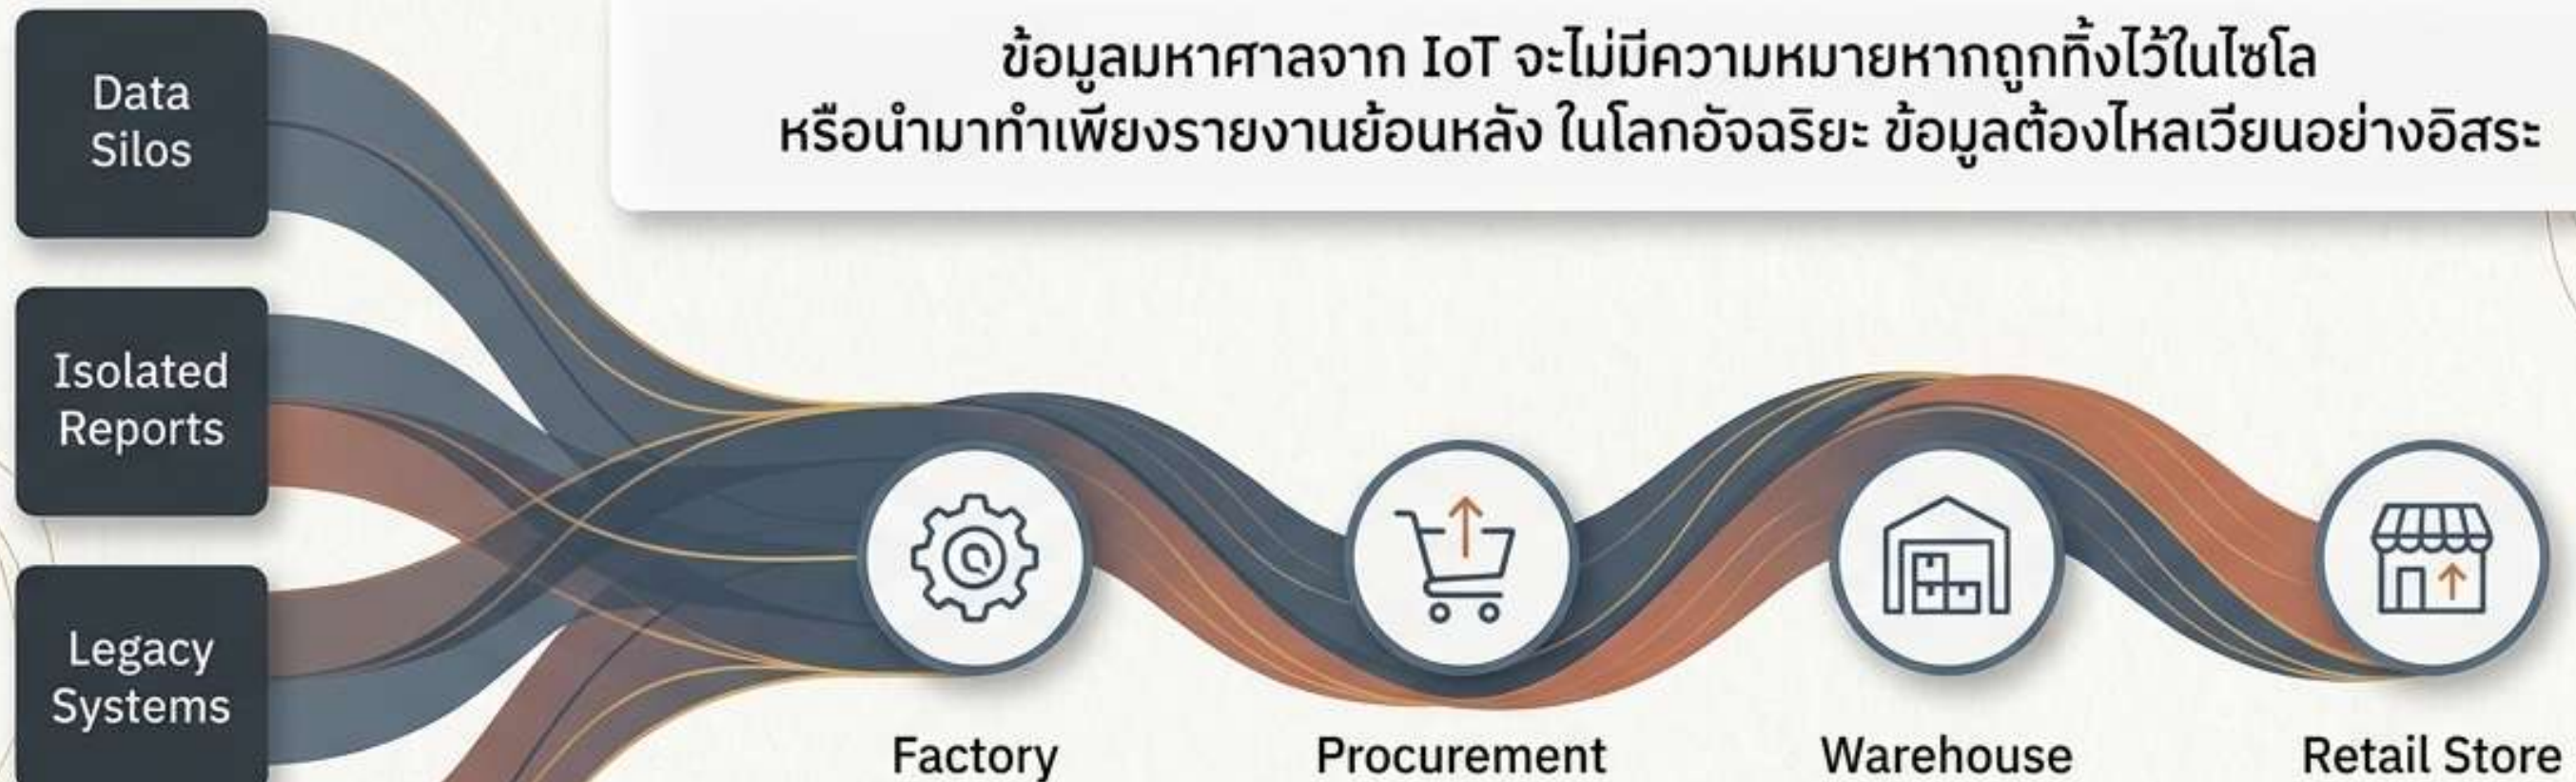 ข้อมูลมหาศาลจาก IoT จะไม่มีความหมายหากถูกทิ้งไว้ในไซโล
หรือนำมาทำเพียงรายงานย้อนหลัง ในโลกอัจฉริยะ ข้อมูลต้องไหลเวียนอย่างอิสระ
Data
Silos
Isolated
Reports
Legacy
Systems
Factory
Procurement
Warehouse
Retail Store